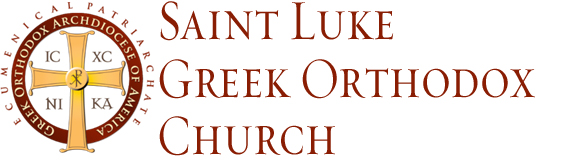 ECUMENICAL PATRIARCHATE
GREEK ORTHODOX ARCHDIOCESE OF AMERICA
IC XC
NI KA
SAINT LUKE
GREEK ORTHODOX
CHURCH